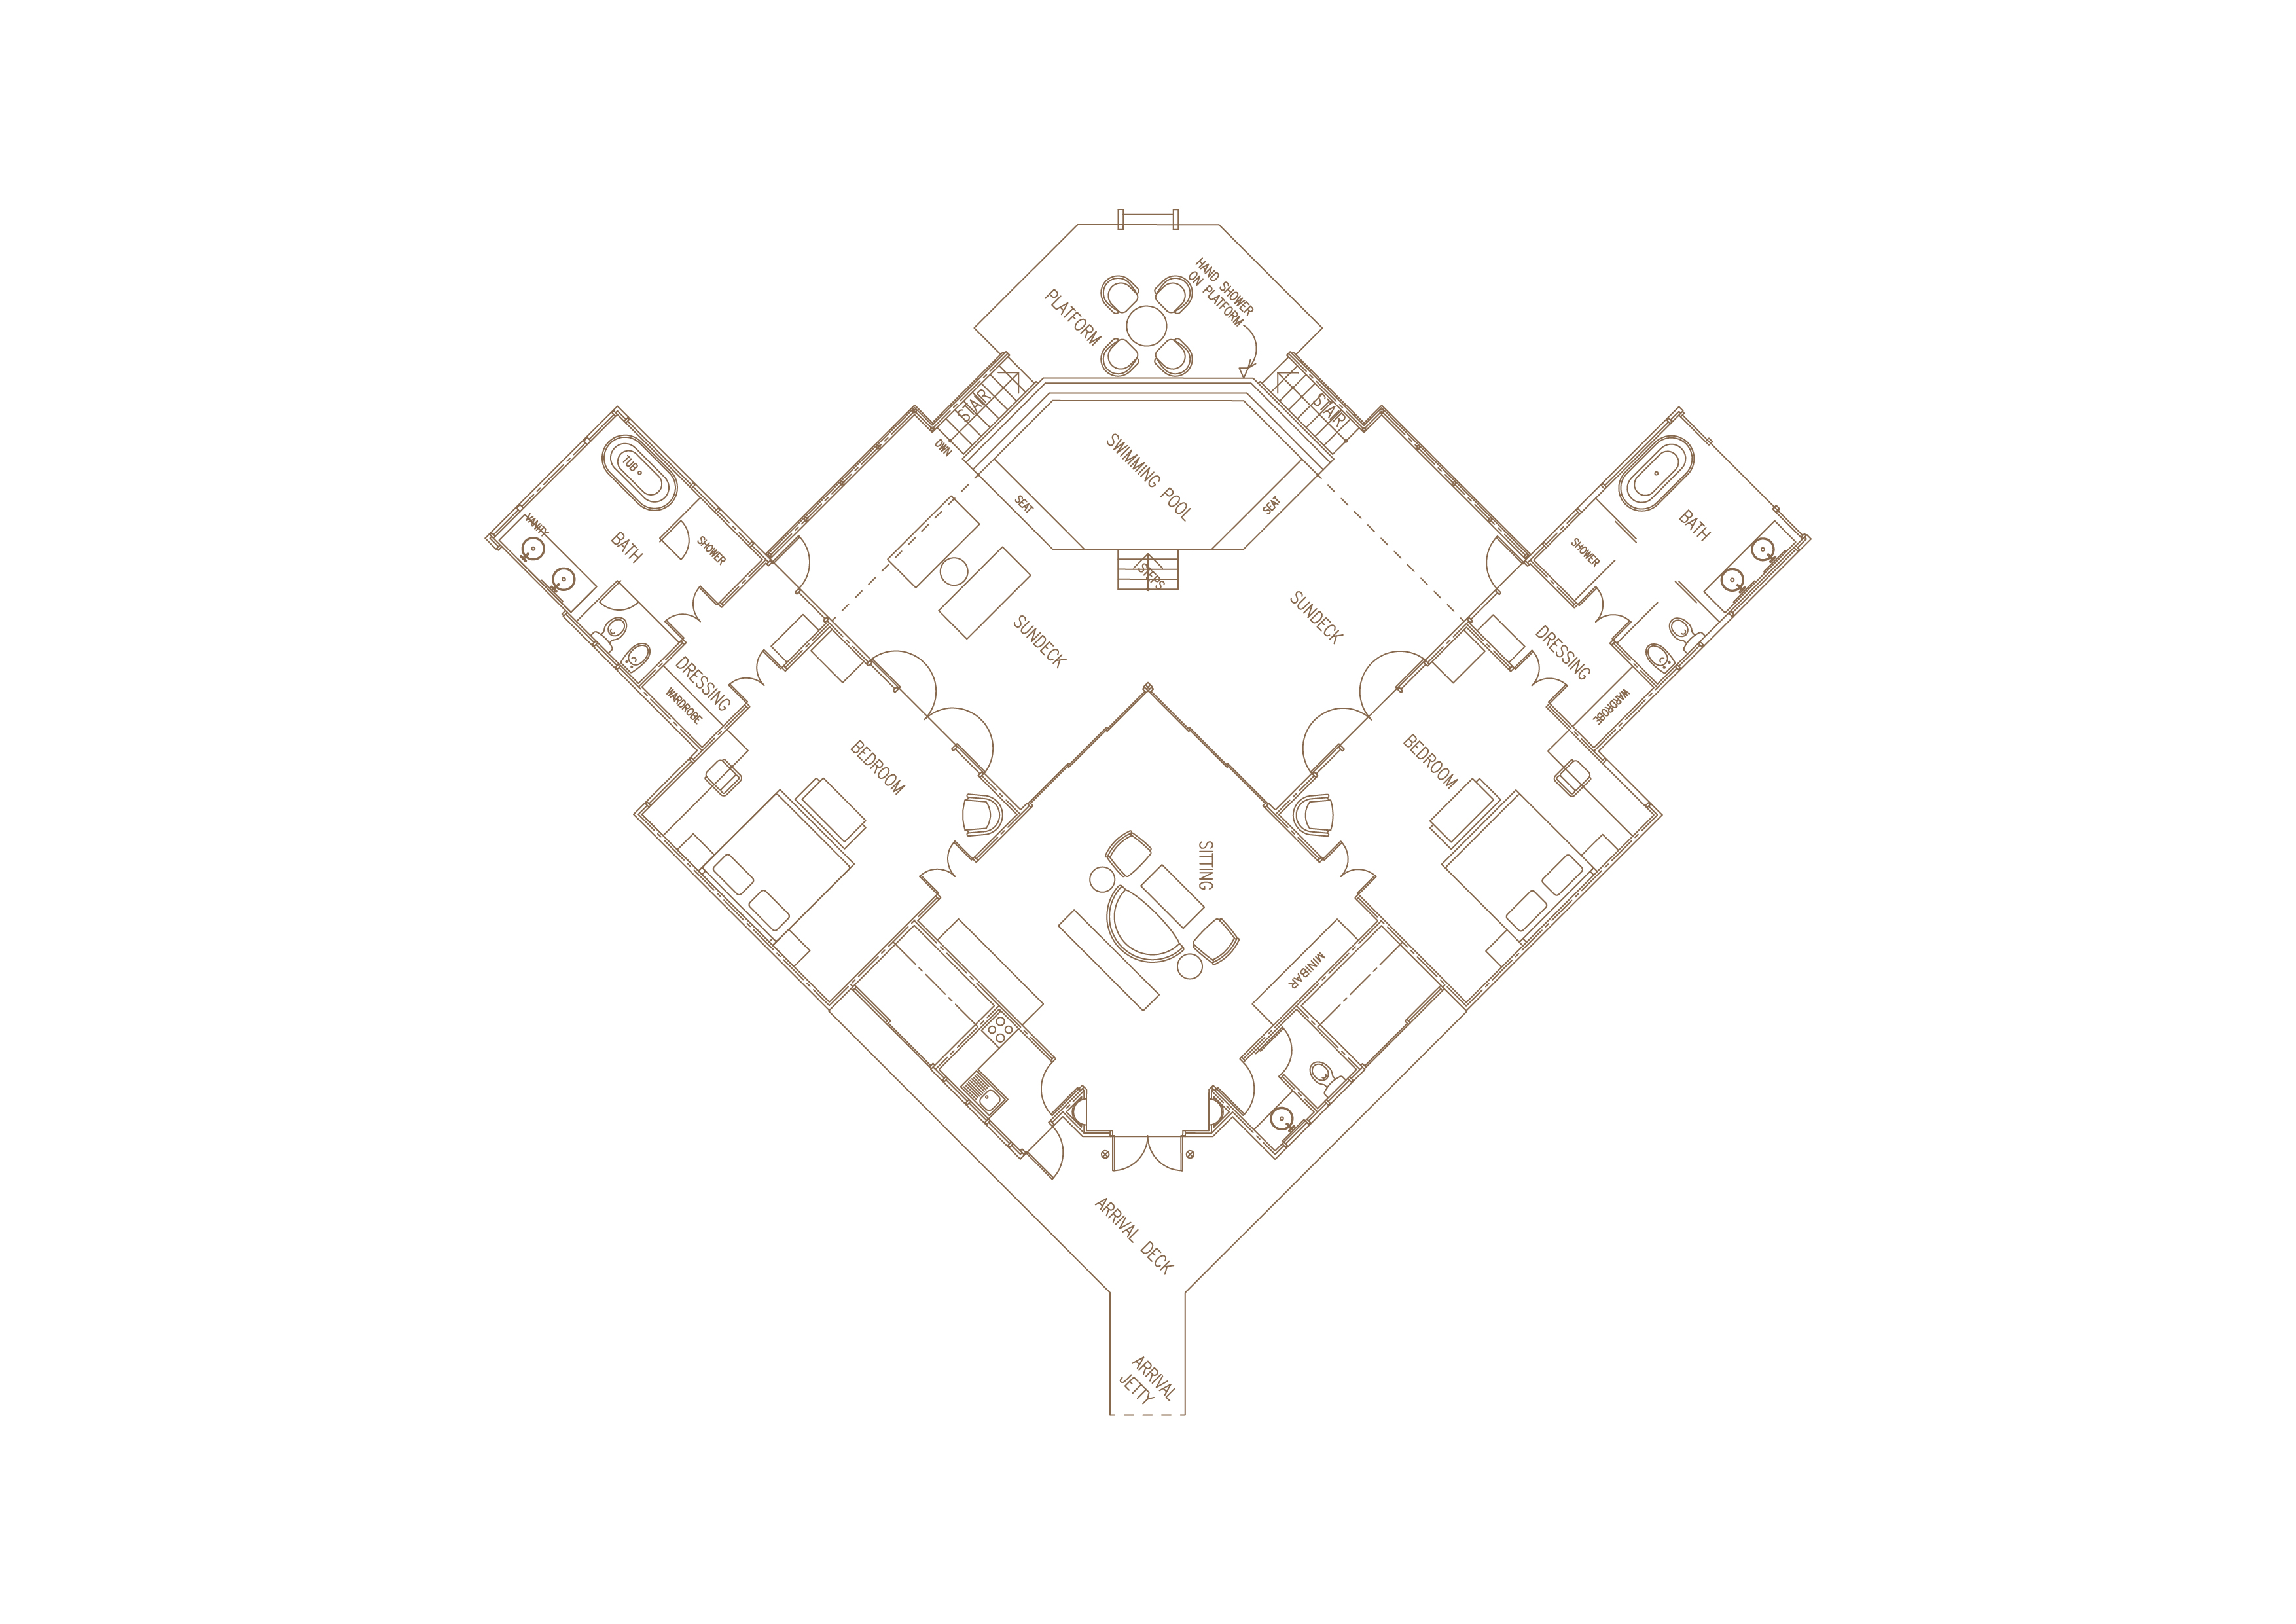 HAND SHOWER
ON PLATFORM
PLATFORM
STAIR
STAIR
DWN
SWIMMING POOL
SEAT
SEAT
STEPS
TUB
VANITY
BATH
SHOWER
BATH
SHOWER
SUNDECK
SUNDECK
DRESSING
WARDROBE
DRESSING
WARDROBE
BEDROOM
BEDROOM
SITTING
MINIBAR
ARRIVAL DECK
ARRIVAL
JETTY